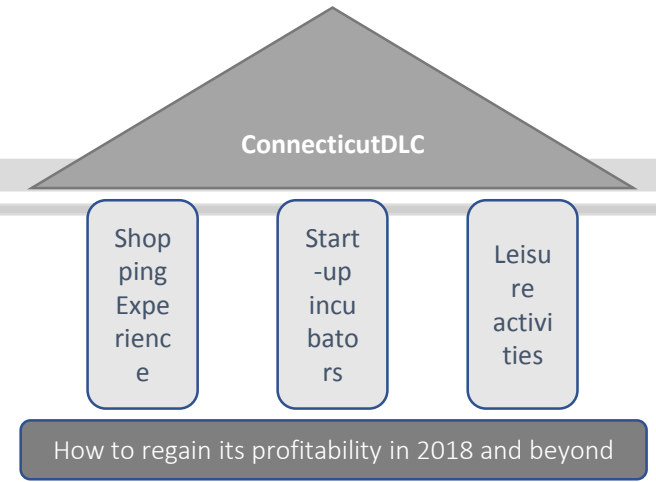 ConnecticutDLC
Shop
ping
Expe
rienc
e
Start
-up
incu
bato
rs
Leisu
re
activi
ties
How to regain its profitability in 2018 and beyond